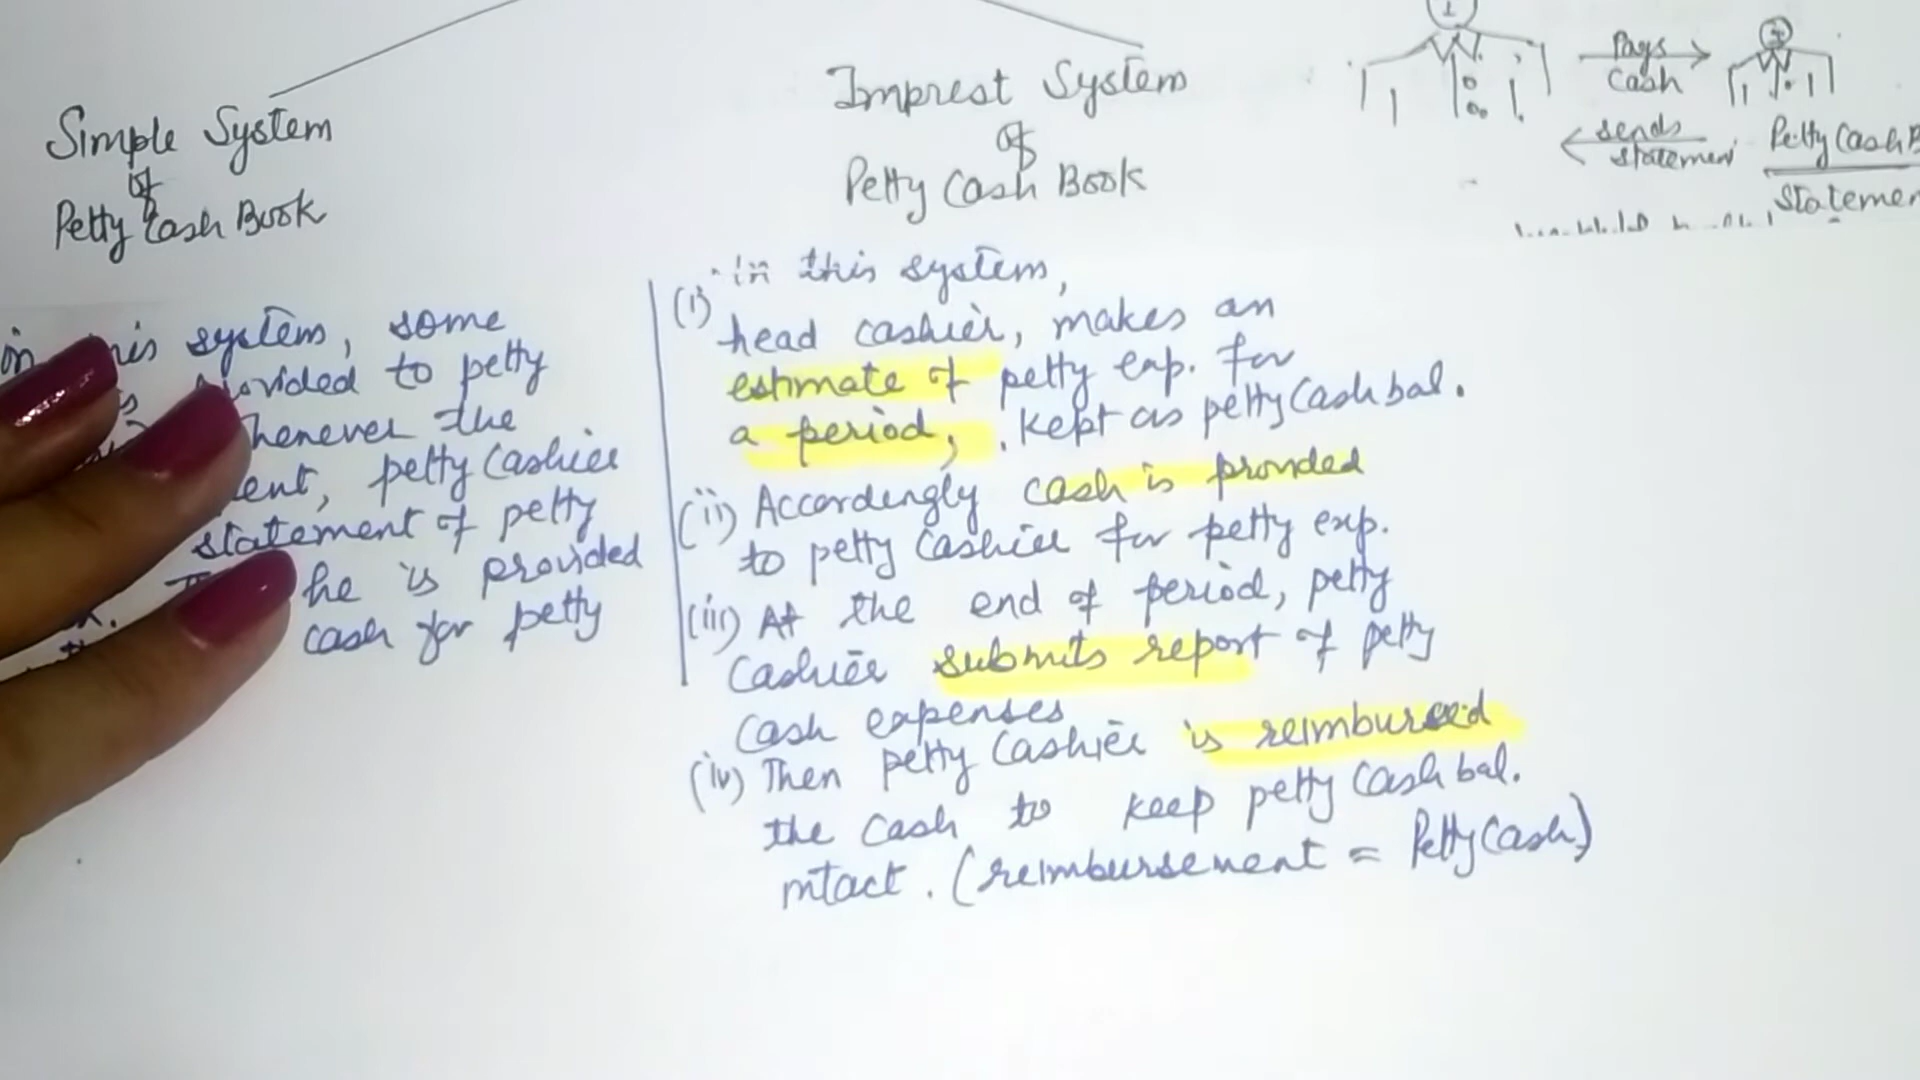 Simple System
of
Petty Cash Book
in this system, some
provided to petty
whenever the
petty Cashier
statement of petty
he is provided
cash for petty
Imprest System
of
Petty Cash Book
(i) In this system,
head cashier, makes an
estimate of petty exp. for
a period, . Kept as petty Cash bal.
(ii) Accordingly cash is provided
to petty Cashier for petty exp.
(iii) At the end of period, petty
Cashier submits report of petty
Cash expenses
(iv) Then petty Cashier is reimbursed
the Cash to keep petty Cash bal.
intact. (reimbursement = Petty Cash)
Pays
Cash
sends
statement
Petty Cash B
Statemen